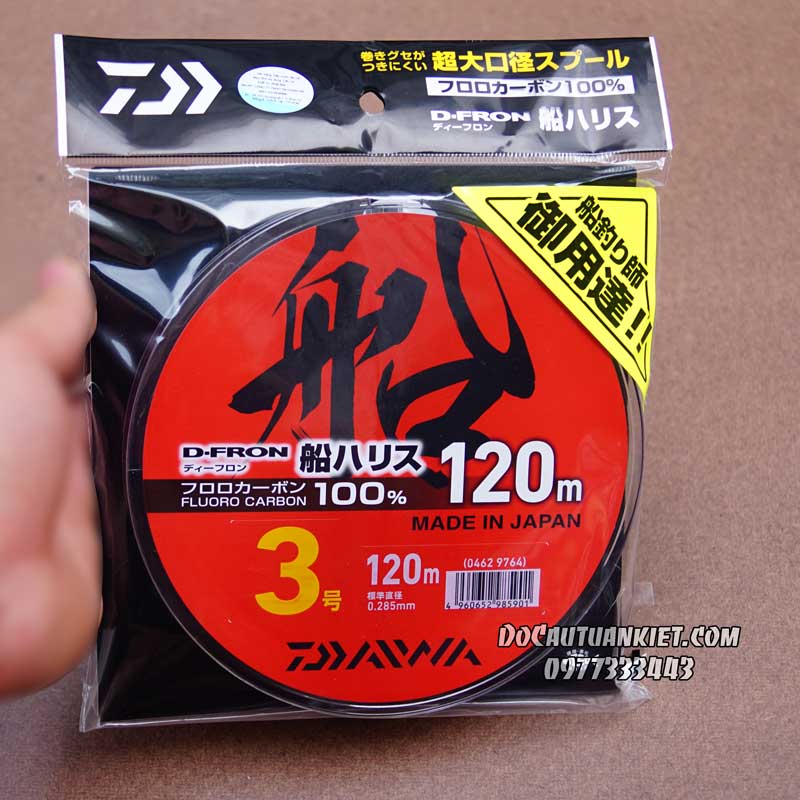 巻きグセが
つきにくい 超大口径スプール
フロロカーボン100%
D-FRON 船ハリス
ディーフロン
船釣り師
御用達!!
船
D-FRON 船ハリス 120m
ディーフロン
フロロカーボン 100%
FLUORO CARBON
MADE IN JAPAN
3号
120m
標準直径
0.285mm
(0462 9764)
4 960652 985901
DAIWA
DOCAUTUANKIET.COM
0977333443